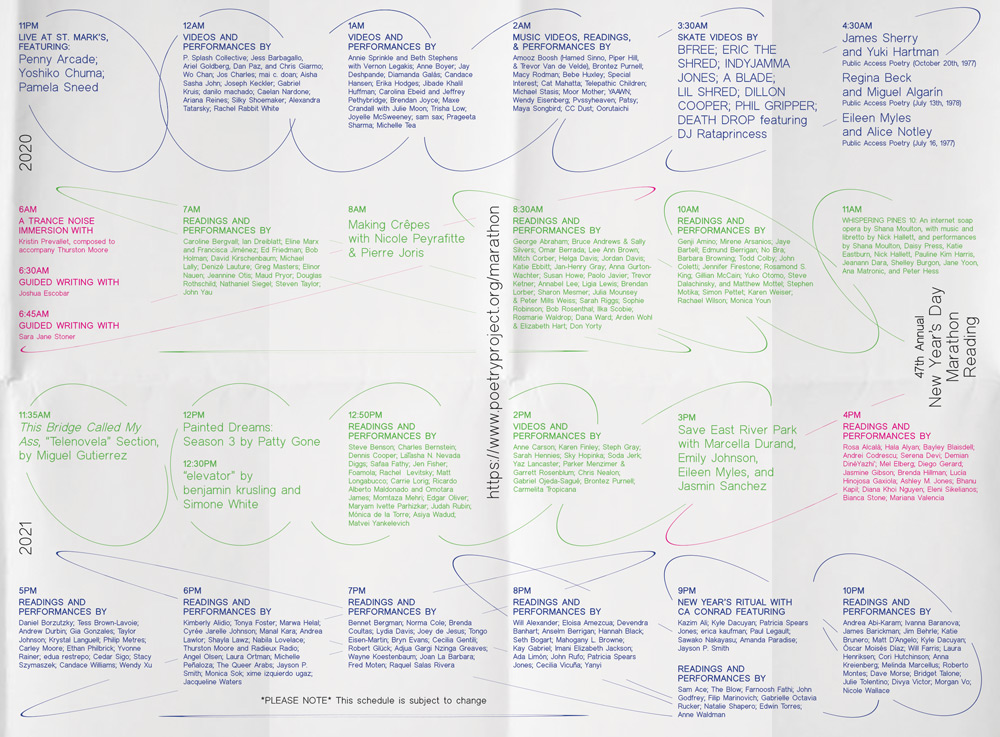 11PM
LIVE AT ST. MARK'S,
FEATURING:
Penny Arcade;
Yoshiko Chuma;
Pamela Sneed
12AM
VIDEOS AND
PERFORMANCES BY
P. Splash Collective; Jess Barbagallo,
Ariel Goldberg, Dan Paz, and Chris Giarmo;
Wo Chan; Jos Charles; mai c. doan; Aisha
Sasha John; Joseph Keckler; Gabriel
Kruis; danilo machado; Caelan Nardone;
Ariana Reines; Silky Shoemaker; Alexandra
Tatarsky; Rachel Rabbit White
1AM
VIDEOS AND
PERFORMANCES BY
Annie Sprinkle and Beth Stephens
with Vernon Legakis; Anne Boyer; Jay
Deshpande; Diamanda Galás; Candace
Hansen; Erika Hodges; Jibade Khalil
Huffman; Carolina Ebeid and Jeffrey
Pethybridge; Brendan Joyce; Maxe
Crandall with Julie Moon; Trisha Low;
Joyelle McSweeney; sam sax; Prageeta
Sharma; Michelle Tea
2AM
MUSIC VIDEOS, READINGS,
& PERFORMANCES BY
Amooz Boosh (Hamed Sinno, Piper Hill,
& Trevor Van de Velde), Brontez Purnell;
Macy Rodman; Bebe Huxley; Special
Interest; Cat Mahatta; Telepathic Children;
Michael Stasis; Moor Mother; YAWN;
Wendy Eisenberg; Pvssyheaven; Patsy;
Maya Songbird; CC Dust; Oorutaichi
3:30AM
SKATE VIDEOS BY
BFREE; ERIC THE
SHRED; INDYJAMMA
JONES; A BLADE;
LIL SHRED; DILLON
COOPER; PHIL GRIPPER;
DEATH DROP featuring
DJ Rataprincess
4:30AM
James Sherry
and Yuki Hartman
Public Access Poetry (October 20th, 1977)
Regina Beck
and Miguel Algarín
Public Access Poetry (July 13th, 1978)
Eileen Myles
and Alice Notley
Public Access Poetry (July 16, 1977)
2020
6AM
A TRANCE NOISE
IMMERSION WITH
Kristin Prevallet, composed to
accompany Thurston Moore
6:30AM
GUIDED WRITING WITH
Joshua Escobar
6:45AM
GUIDED WRITING WITH
Sara Jane Stoner
7AM
READINGS AND
PERFORMANCES BY
Caroline Bergvall; Ian Dreiblatt; Eline Marx
and Francisca Jiménez; Ed Friedman; Bob
Holman; David Kirschenbaum; Michael
Lally; Denizé Lauture; Greg Masters; Elinor
Nauen; Jeannine Otis; Maud Pryor; Douglas
Rothschild; Nathaniel Siegel; Steven Taylor;
John Yau
8AM
Making Crêpes
with Nicole Peyrafitte
& Pierre Joris
8:30AM
READINGS AND
PERFORMANCES BY
George Abraham; Bruce Andrews & Sally
Silvers; Omar Berrada; Lee Ann Brown;
Mitch Corber; Helga Davis; Jordan Davis;
Katie Ebbitt; Jan-Henry Gray; Anna Gurton-
Wachter; Susan Howe; Paolo Javier; Trevor
Ketner; Annabel Lee; Ligia Lewis; Brendan
Lorber; Sharon Mesmer; Julia Mounsey
& Peter Mills Weiss; Sarah Riggs; Sophie
Robinson; Bob Rosenthal; Ilka Scobie;
Rosmarie Waldrop; Dana Ward; Arden Wohl
& Elizabeth Hart; Don Yorty
10AM
READINGS AND
PERFORMANCES BY
Genji Amino; Mirene Arsanios; Jaye
Bartell; Edmund Berrigan; No Bra;
Barbara Browning; Todd Colby; John
Coletti; Jennifer Firestone; Rosamond S.
King; Gillian McCain; Yuko Otomo; Steve
Dalachinsky, and Matthew Mottel; Stephen
Motika; Simon Pettet; Karen Weiser;
Rachael Wilson; Monica Youn
11AM
WHISPERING PINES 10: An internet soap
opera by Shana Moulton, with music and
libretto by Nick Hallett, and performances
by Shana Moulton, Daisy Press, Katie
Eastburn, Nick Hallett, Pauline Kim Harris,
Jeanann Dara, Shelley Burgon, Jane Yoon,
Ana Matronic, and Peter Hess
https://www.poetryproject.org/marathon
47th Annual
New Year's Day
Marathon
Reading
11:35AM
This Bridge Called My
Ass, "Telenovela" Section,
by Miguel Gutierrez
12PM
Painted Dreams:
Season 3 by Patty Gone
12:30PM
"elevator" by
benjamin krusling and
Simone White
12:50PM
READINGS AND
PERFORMANCES BY
Steve Benson; Charles Bernstein;
Dennis Cooper; LaTasha N. Nevada
Diggs; Safaa Fathy; Jen Fisher;
Foamola; Rachel Levitsky; Matt
Longabucco; Carrie Lorig; Ricardo
Alberto Maldonado and Omotara
James; Momtaza Mehri; Edgar Oliver;
Maryam Ivette Parhizkar; Judah Rubin;
Mónica de la Torre; Asiya Wadud;
Matvei Yankelevich
2PM
VIDEOS AND
PERFORMANCES BY
Anne Carson; Karen Finley; Steph Gray;
Sarah Hennies; Sky Hopinka; Soda Jerk;
Yaz Lancaster; Parker Menzimer &
Garrett Rosenblum; Chris Nealon;
Gabriel Ojeda-Sagué; Brontez Purnell;
Carmelita Tropicana
3PM
Save East River Park
with Marcella Durand,
Emily Johnson,
Eileen Myles, and
Jasmin Sanchez
4PM
READINGS AND
PERFORMANCES BY
Rosa Alcalá; Hala Alyan; Bayley Blaisdell;
Andrei Codrescu; Serena Devi; Demian
DinéYazhi'; Mel Elberg; Diego Gerard;
Jasmine Gibson; Brenda Hillman; Lucía
Hinojosa Gaxiola; Ashley M. Jones; Bhanu
Kapil; Diana Khoi Nguyen; Eleni Sikelianos;
Bianca Stone; Mariana Valencia
2021
5PM
READINGS AND
PERFORMANCES BY
Daniel Borzutzky; Tess Brown-Lavoie;
Andrew Durbin; Gia Gonzales; Taylor
Johnson; Krystal Languell; Philip Metres;
Carley Moore; Ethan Philbrick; Yvonne
Rainer; edua restrepo; Cedar Sigo; Stacy
Szymaszek; Candace Williams; Wendy Xu
6PM
READINGS AND
PERFORMANCES BY
Kimberly Alidio; Tonya Foster; Marwa Helal;
Cyrée Jarelle Johnson; Manal Kara; Andrea
Lawlor; Shayla Lawz; Nabila Lovelace;
Thurston Moore and Radieux Radio;
Angel Olsen; Laura Ortman; Michelle
Peñaloza; The Queer Arabs; Jayson P.
Smith; Monica Sok; xime izquierdo ugaz;
Jacqueline Waters
7PM
READINGS AND
PERFORMANCES BY
Bennet Bergman; Norma Cole; Brenda
Coultas; Lydia Davis; Joey de Jesus; Tongo
Eisen-Martin; Bryn Evans; Cecilia Gentili;
Robert Glück; Adjua Gargi Nzinga Greaves;
Wayne Koestenbaum; Joan La Barbara;
Fred Moten; Raquel Salas Rivera
8PM
READINGS AND
PERFORMANCES BY
Will Alexander; Eloisa Amezcua; Devendra
Banhart; Anselm Berrigan; Hannah Black;
Seth Bogart; Mahogany L. Browne;
Kay Gabriel; Imani Elizabeth Jackson;
Ada Limón; John Rufo; Patricia Spears
Jones; Cecilia Vicuña; Yanyi
9PM
NEW YEAR'S RITUAL WITH
CA CONRAD FEATURING
Kazim Ali; Kyle Dacuyan; Patricia Spears
Jones; erica kaufman; Paul Legault;
Sawako Nakayasu; Amanda Paradise;
Jayson P. Smith
READINGS AND
PERFORMANCES BY
Sam Ace; The Blow; Farnoosh Fathi; John
Godfrey; Filip Marinovich; Gabrielle Octavia
Rucker; Natalie Shapero; Edwin Torres;
Anne Waldman
10PM
READINGS AND
PERFORMANCES BY
Andrea Abi-Karam; Ivanna Baranova;
James Barickman; Jim Behrle; Katie
Brunero; Matt D'Angelo; Kyle Dacuyan;
Óscar Moisés Díaz; Will Farris; Laura
Henriksen; Cori Hutchinson; Anna
Kreienberg; Melinda Marcellus; Roberto
Montes; Dave Morse; Bridget Talone;
Julie Tolentino; Divya Victor; Morgan Vo;
Nicole Wallace
*PLEASE NOTE* This schedule is subject to change